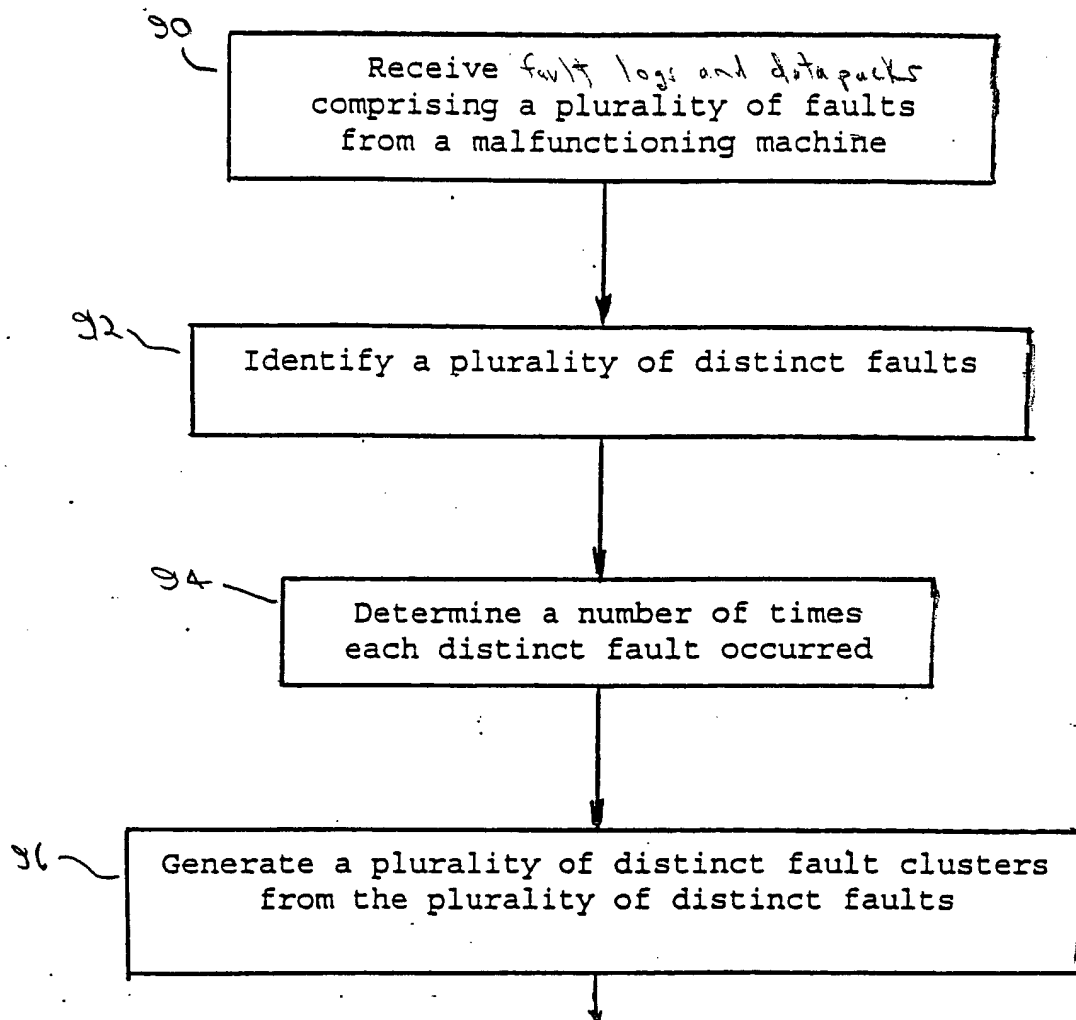 90
Receive fault logs and datapacks
comprising a plurality of faults
from a malfunctioning machine
92
Identify a plurality of distinct faults
94
Determine a number of times
each distinct fault occurred
96
Generate a plurality of distinct fault clusters
from the plurality of distinct faults